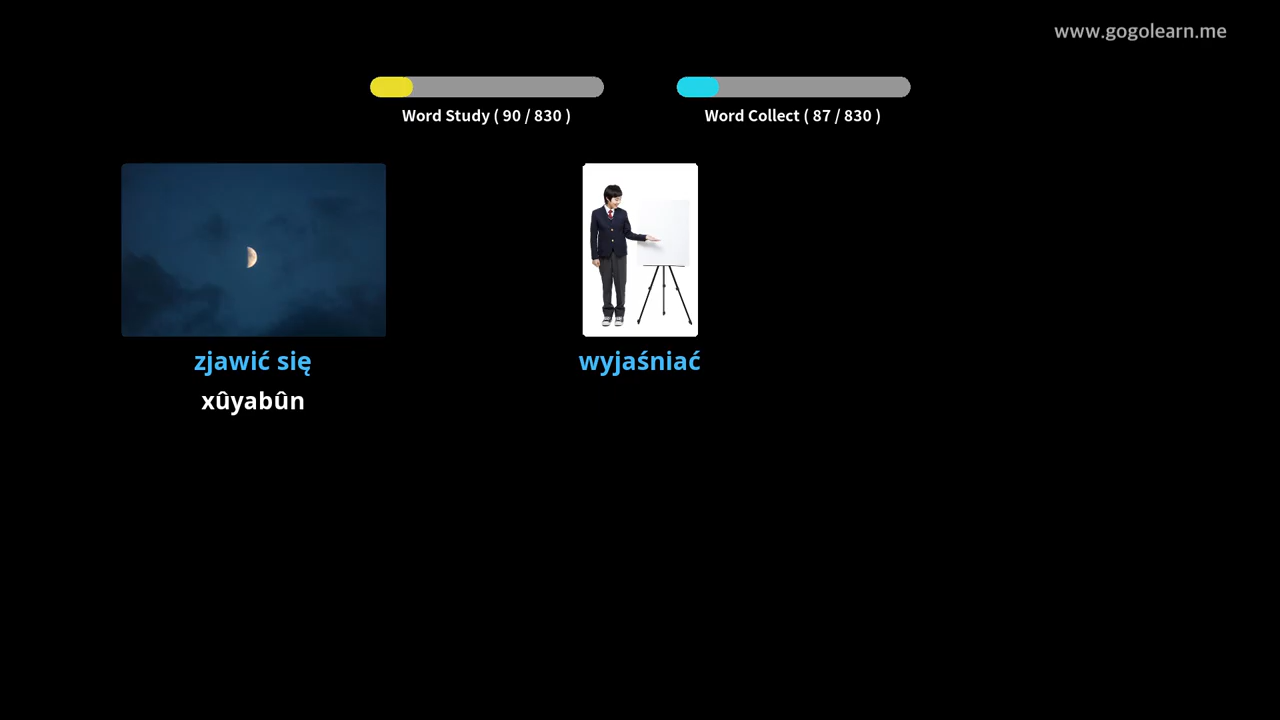 www.gogolearn.me
Word Study ( 90 / 830 )
Word Collect ( 87 / 830 )
zjawić się
xûyabûn
wyjaśniać